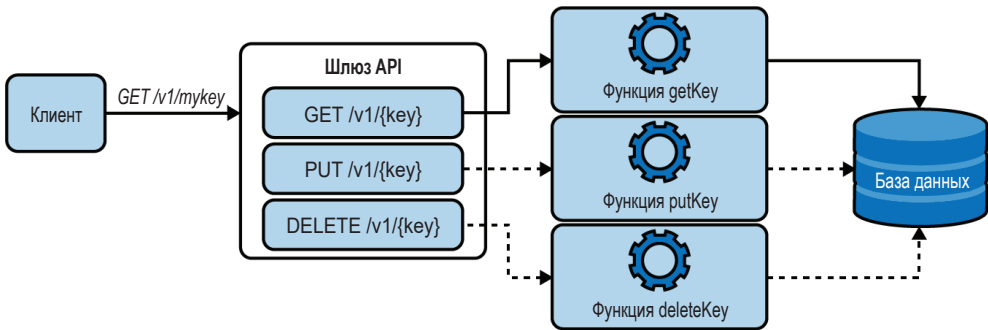 Клиент
GET /v1/mykey
Шлюз API
GET /v1/{key}
PUT /v1/{key}
DELETE /v1/{key}
Функция getKey
Функция putKey
Функция deleteKey
База данных